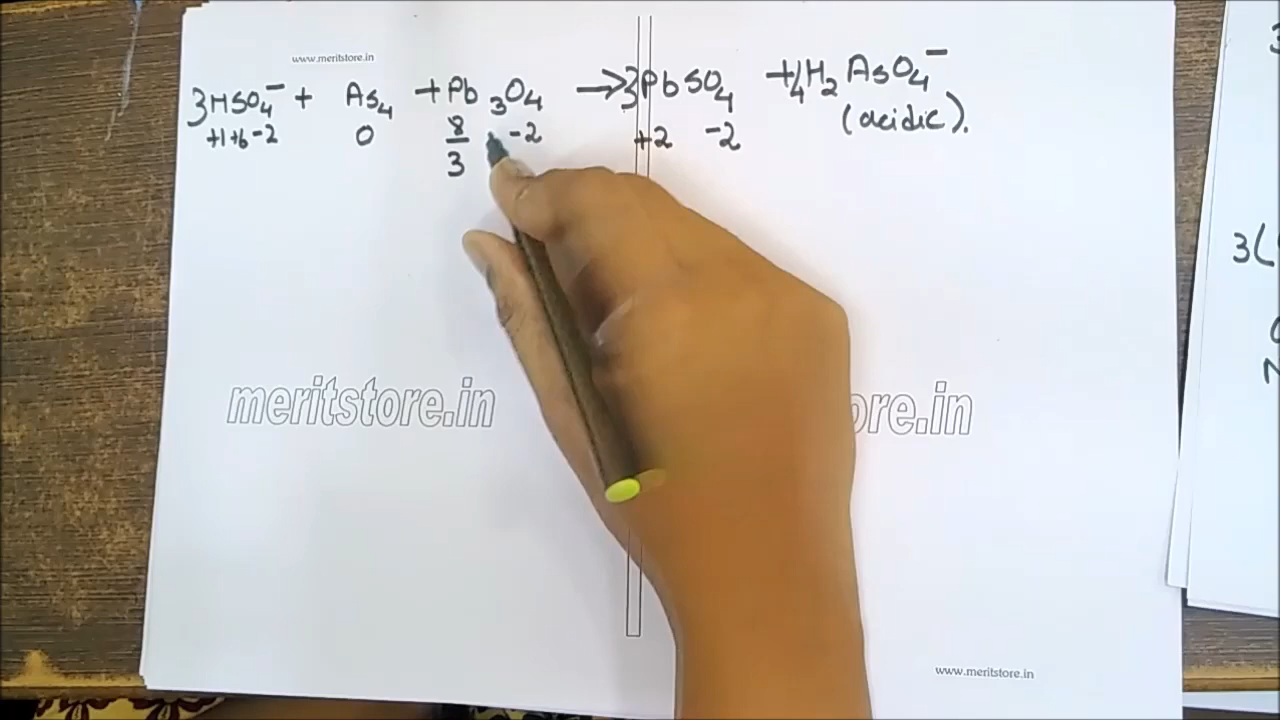 www.meritstore.in
3HSO₄⁻ + As₄ + Pb₃O₄ → 3PbSO₄ + 4H₂AsO₄⁻
+1+6-2 0 8/3 -2 +2 -2 (acidic).
3(
meritstore.in
ore.in
www.meritstore.in